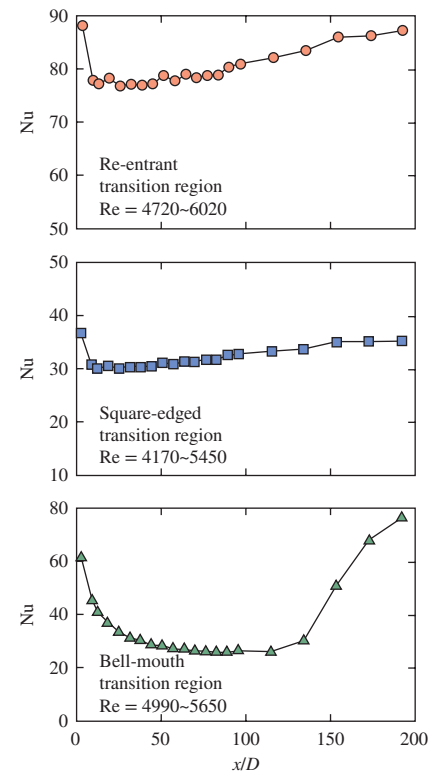 90
80
70
60
50
Nu
Re-entrant
transition region
Re = 4720~6020
50
40
30
20
10
Nu
Square-edged
transition region
Re = 4170~5450
80
60
40
20
0
Nu
Bell-mouth
transition region
Re = 4990~5650
0 50 100 150 200
x/D